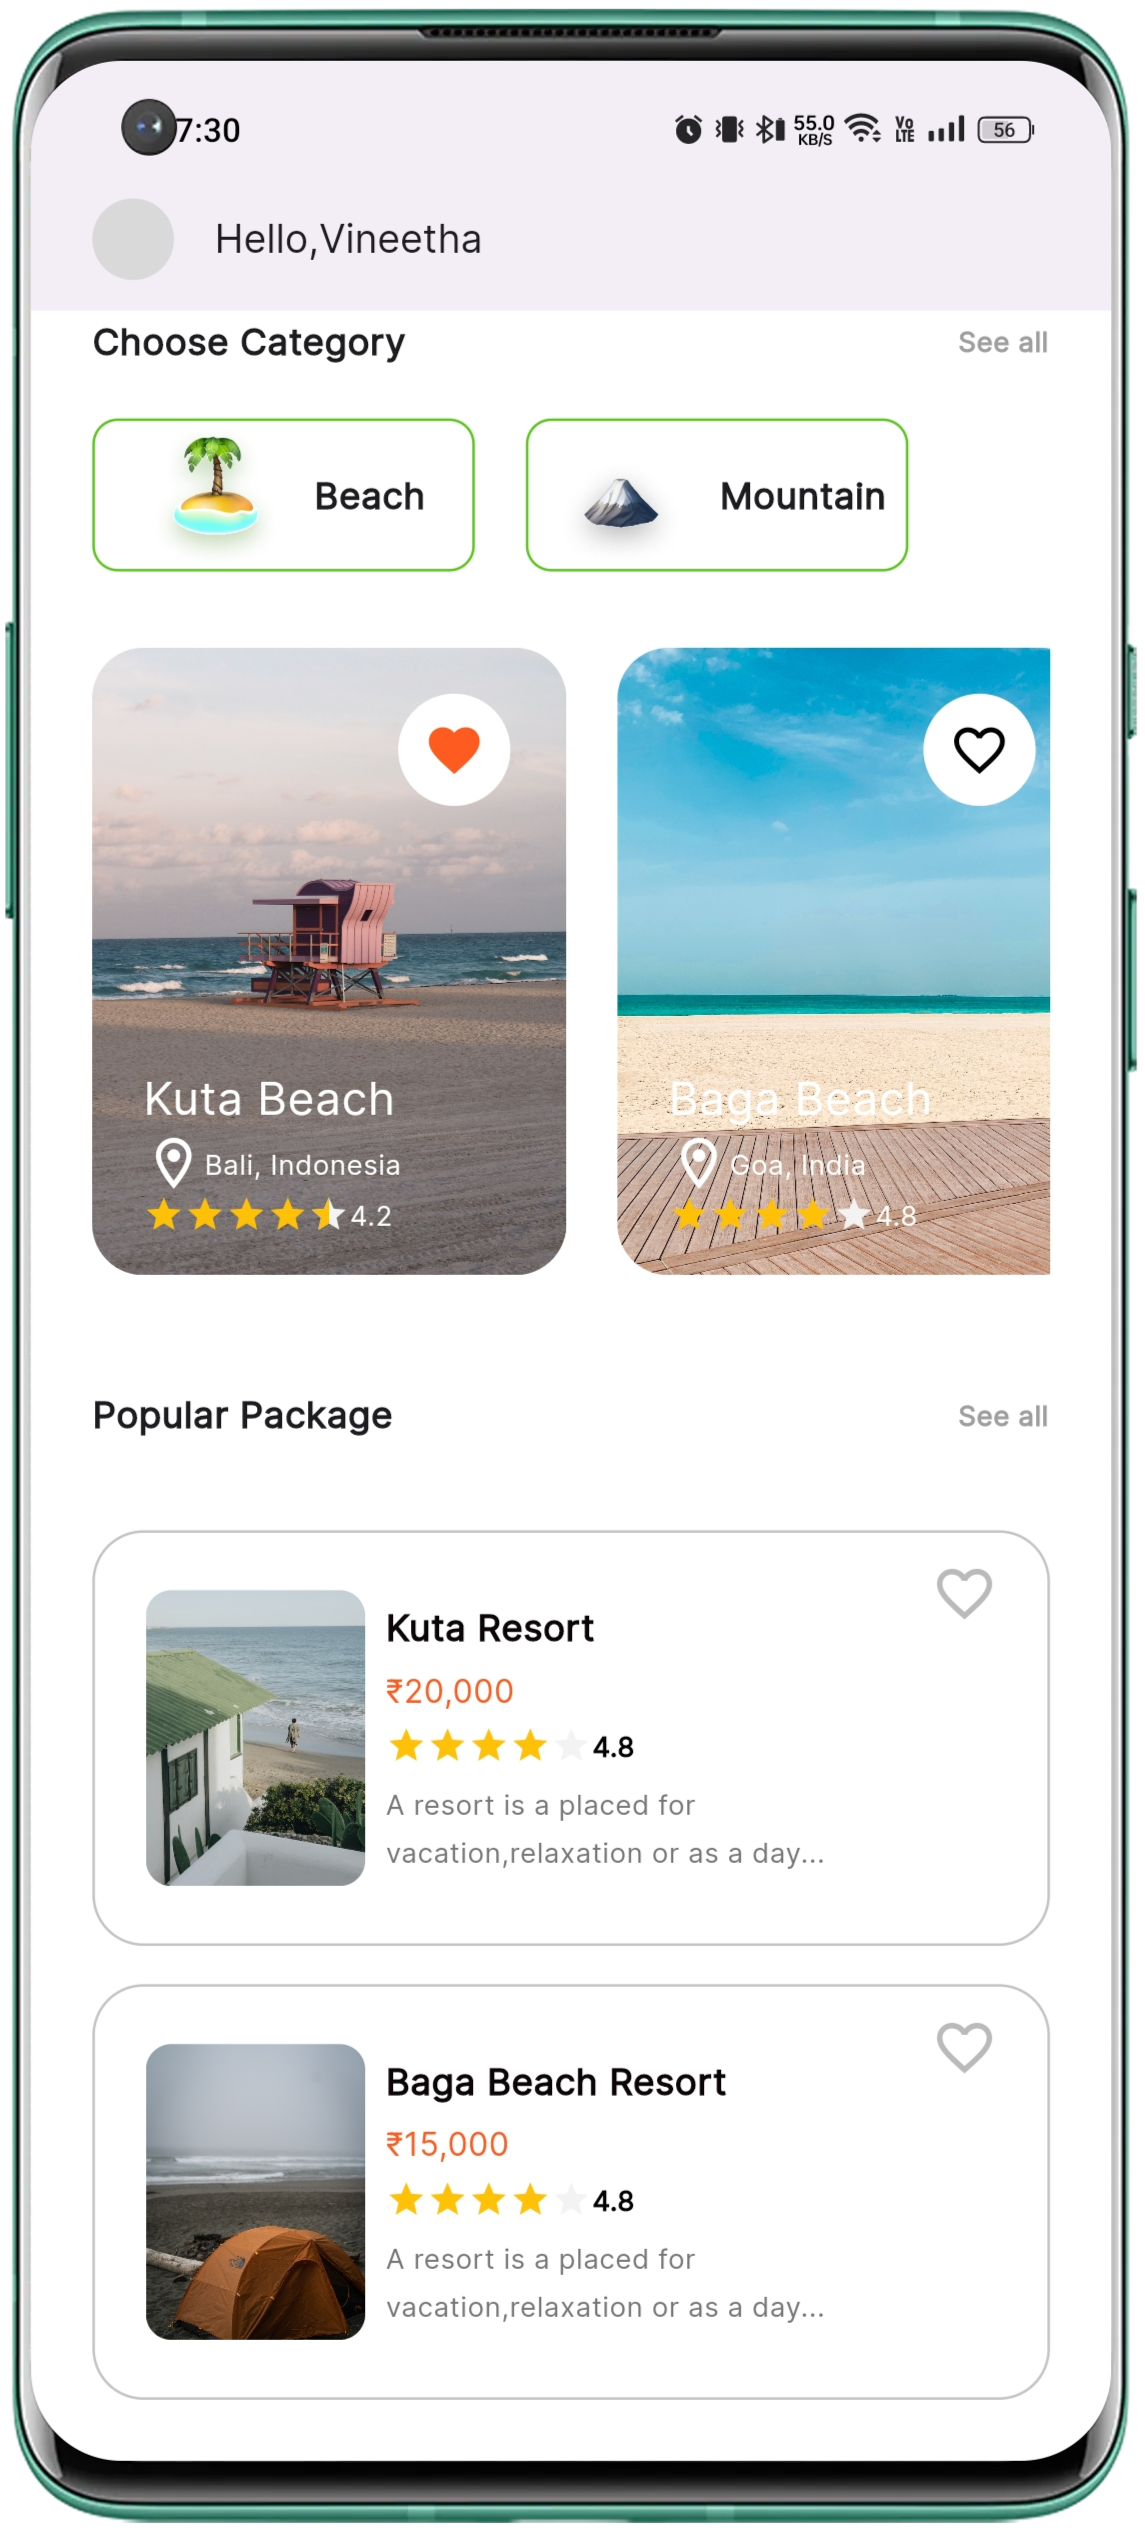 7:30 55.0 KB/S Vo LTE 56
Hello,Vineetha
Choose Category See all
Beach Mountain
Kuta Beach
Bali, Indonesia
4.2
Baga Beach
Goa, India
4.8
Popular Package See all
Kuta Resort
₹20,000
4.8
A resort is a placed for
vacation,relaxation or as a day...
Baga Beach Resort
₹15,000
4.8
A resort is a placed for
vacation,relaxation or as a day...